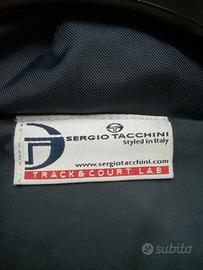 SERGIO TACCHINI
Styled in Italy
www.sergiotacchini.com
TRACK&COURT LAB
subito